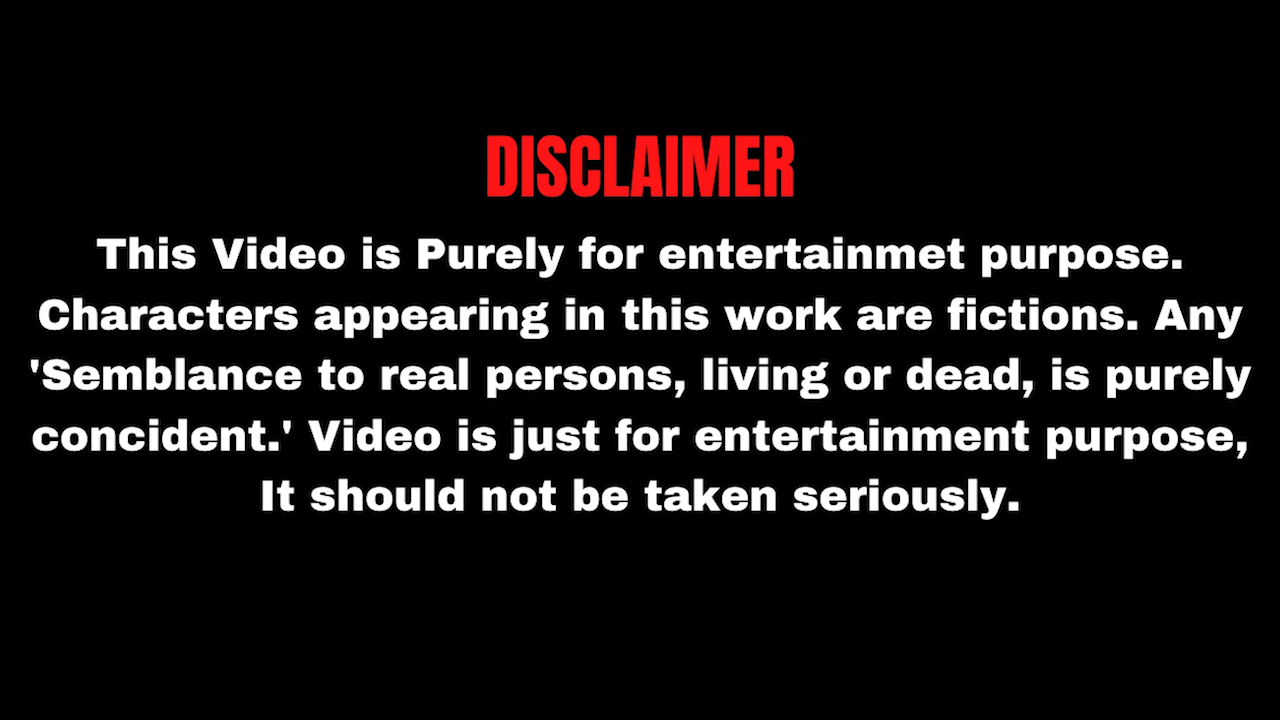 DISCLAIMER
This Video is Purely for entertainmet purpose.
Characters appearing in this work are fictions. Any
'Semblance to real persons, living or dead, is purely
concident.' Video is just for entertainment purpose,
It should not be taken seriously.